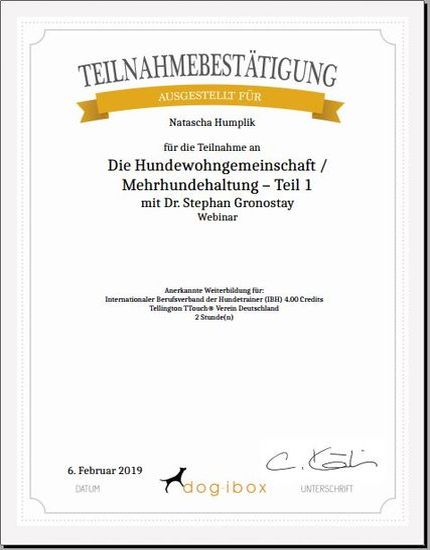 TEILNAHMEBESTÄTIGUNG
AUSGESTELLT FÜR
Natascha Humplik
für die Teilnahme an
Die Hundewohngemeinschaft /
Mehrhundehaltung – Teil 1
mit Dr. Stephan Gronostay
Webinar
Anerkannte Weiterbildung für:
Internationaler Berufsverband der Hundetrainer (IBH) 4.00 Credits
Tellington TTouch® Verein Deutschland
2 Stunde(n)
6. Februar 2019
DATUM
dog·ibox
UNTERSCHRIFT